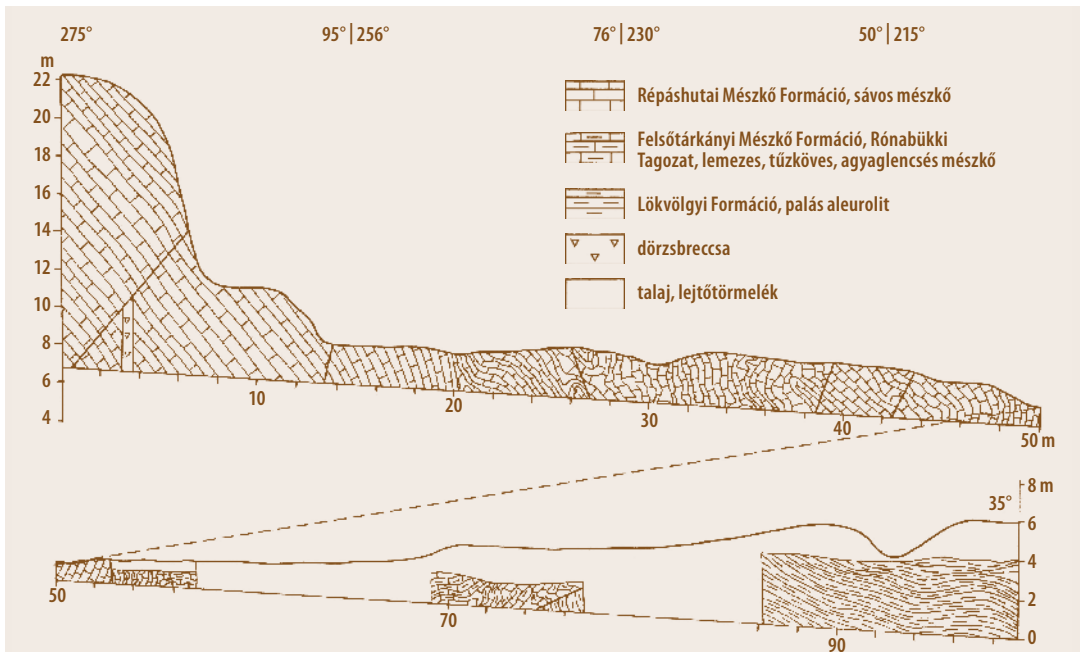 275° 95° | 256° 76° | 230° 50° | 215°
m
22
20
18
16
14
12
10
8
6
4
Répáshutai Mészkő Formáció, sávos mészkő
Felsőtárkányi Mészkő Formáció, Rónabükki
Tagozat, lemezes, tűzköves, agyaglencsés mészkő
Lökvölgyi Formáció, palás aleurolit
dörzsbreccsa
talaj, lejtőtörmelék
10 20 30 40 50 m
8 m
35°
6
4
2
0
50 70 90